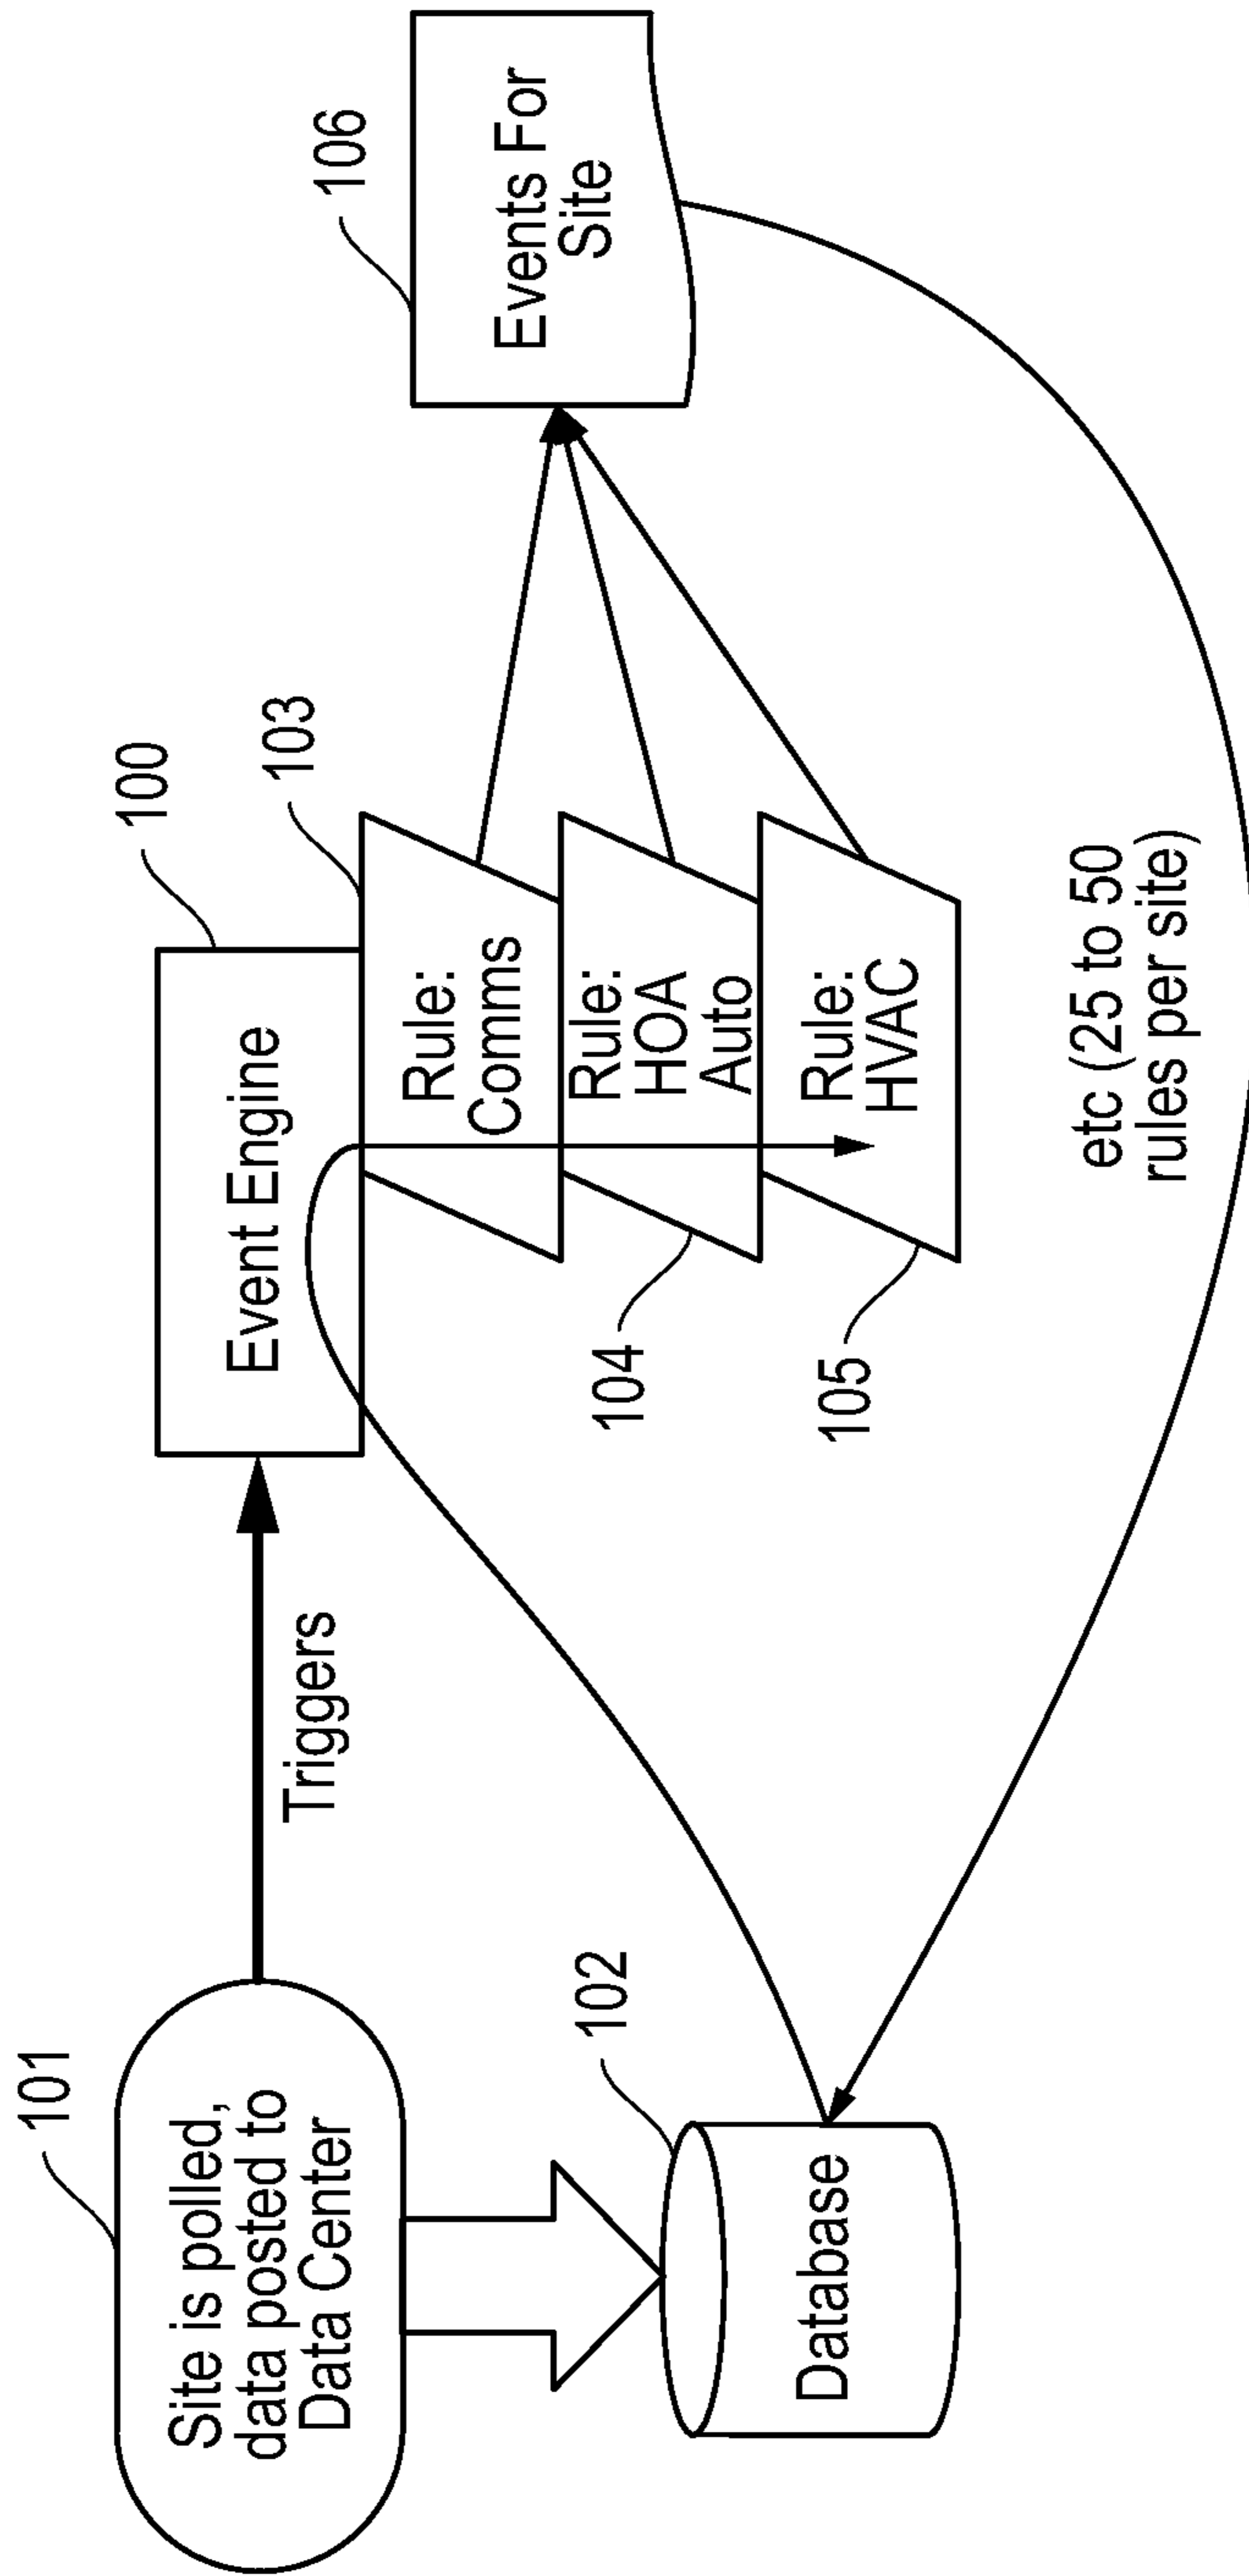 101
Site is polled,
data posted to
Data Center
Triggers
100
Event Engine
103
Rule:
Comms
Rule:
HOA
Auto
104
Rule:
HVAC
105
106
Events For
Site
102
Database
etc (25 to 50
rules per site)